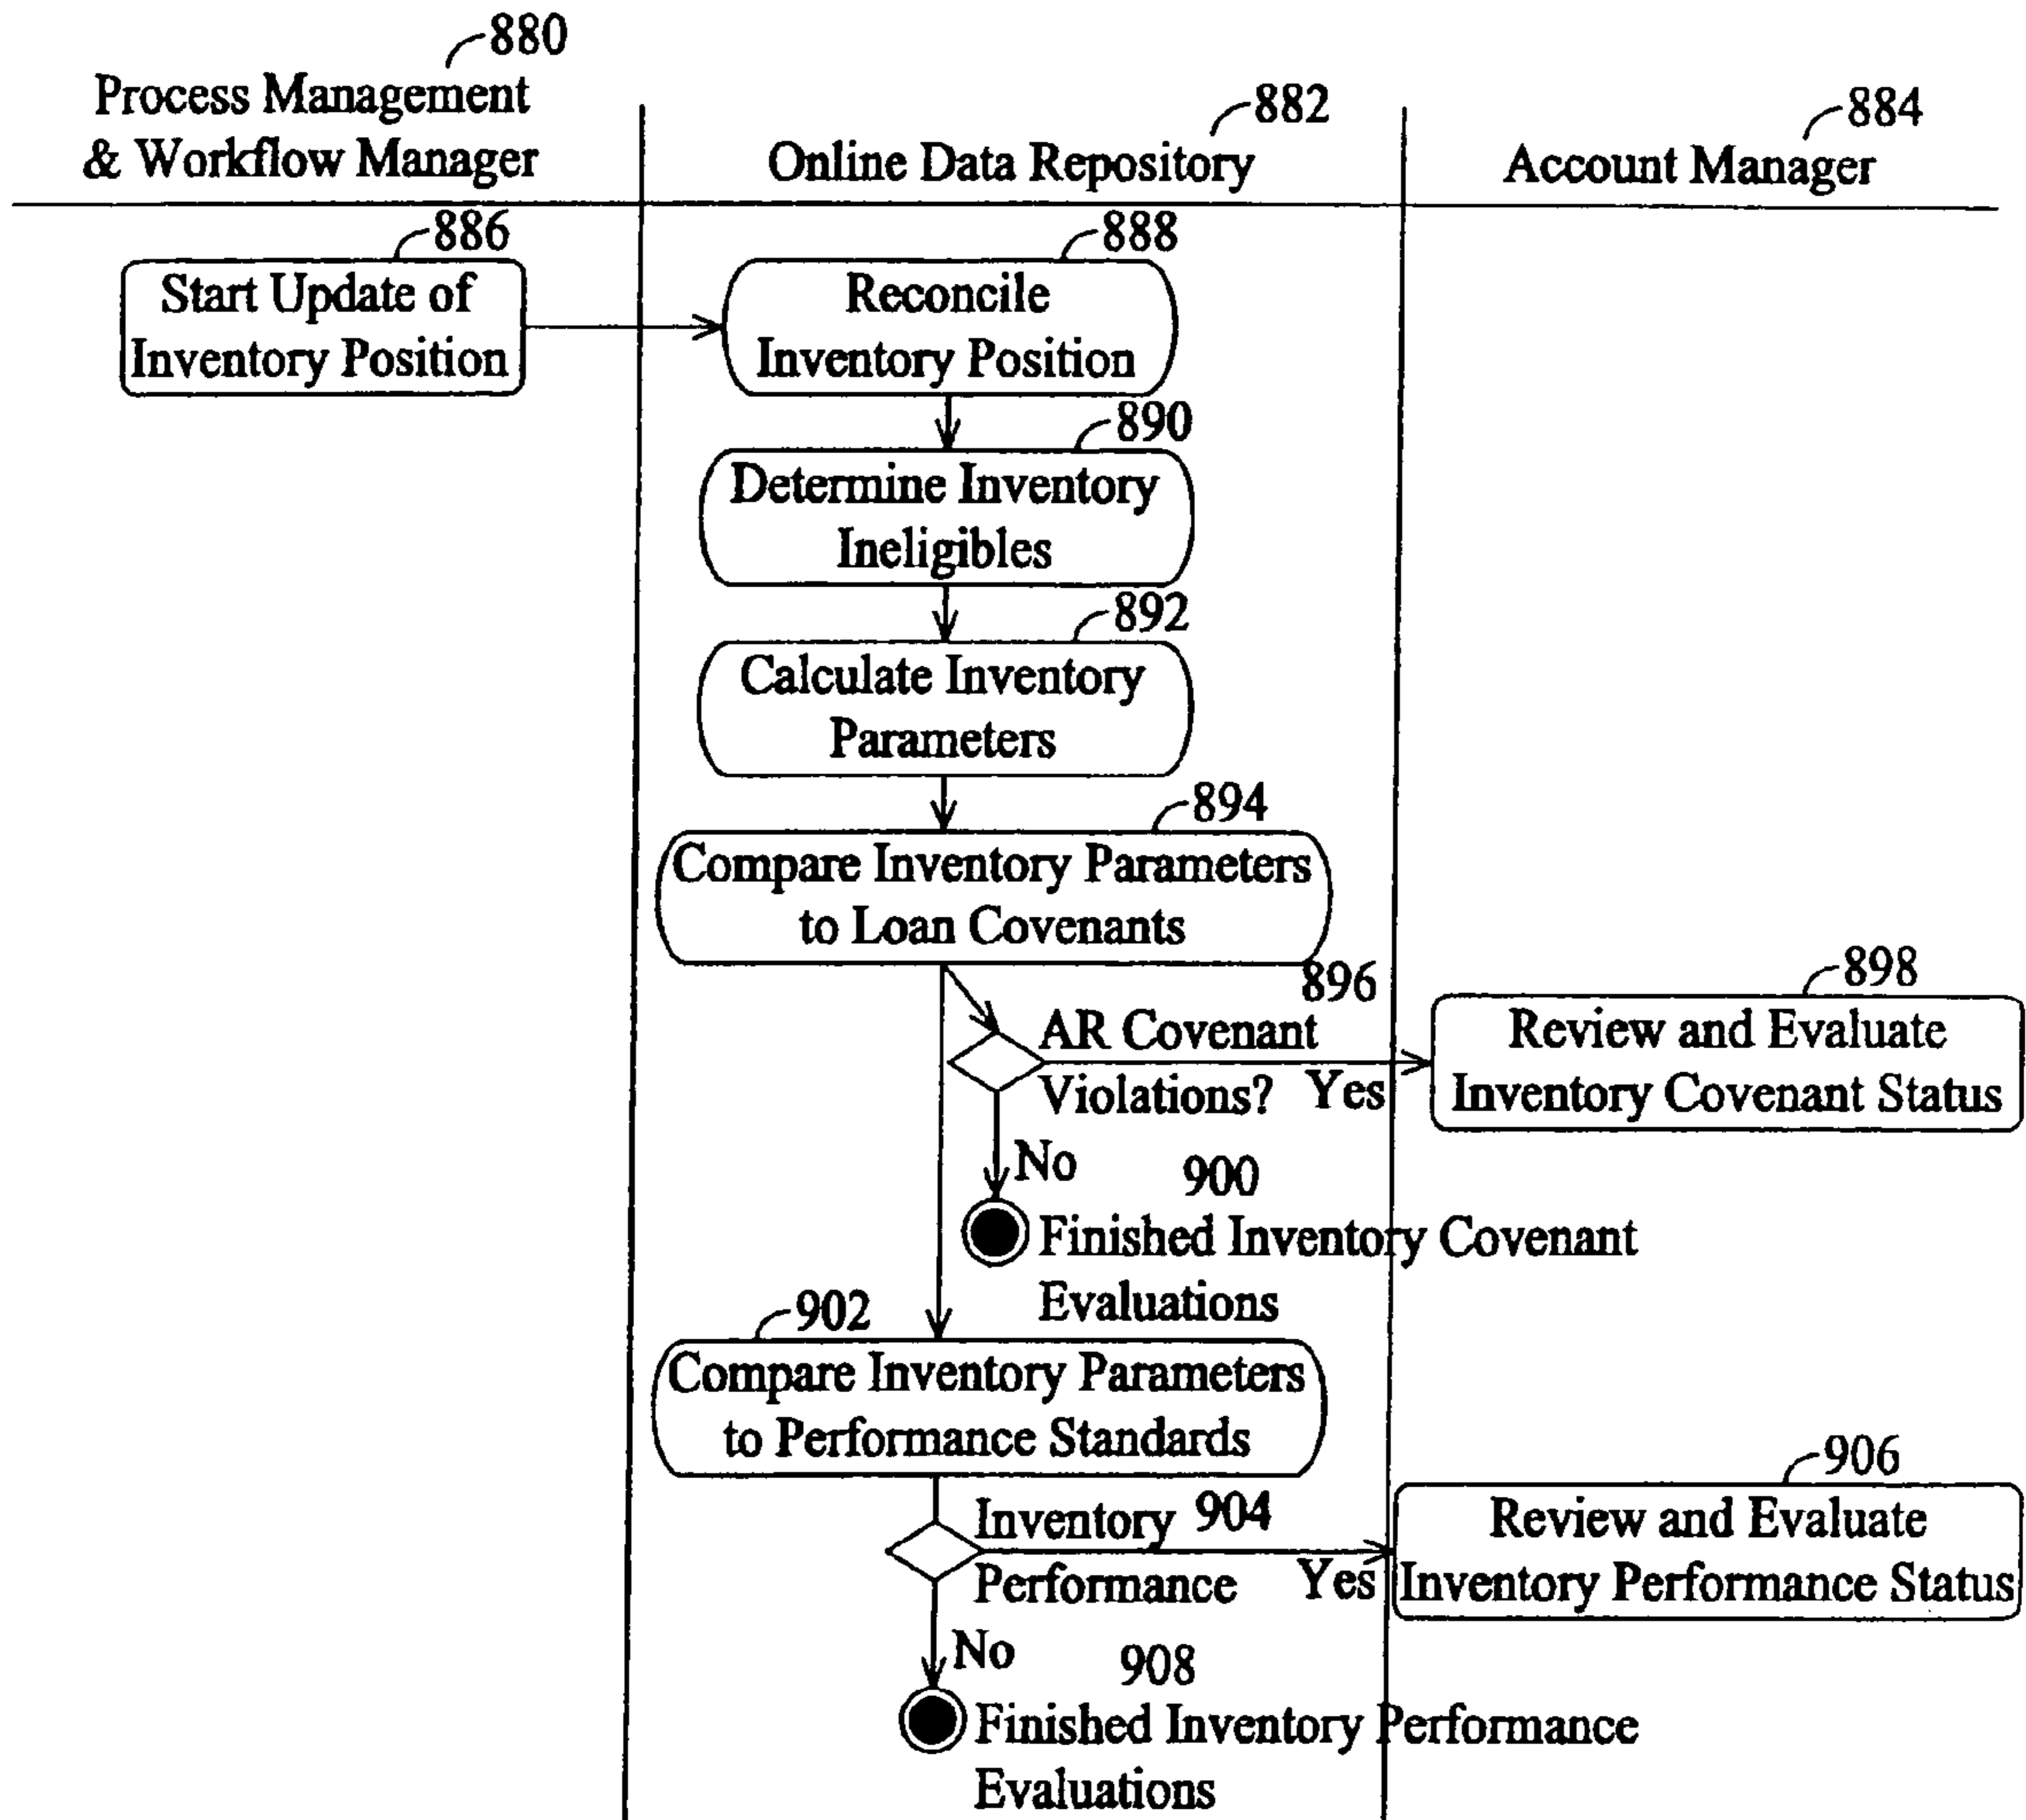 880
Process Management
& Workflow Manager
882
Online Data Repository
884
Account Manager
886
Start Update of
Inventory Position
888
Reconcile
Inventory Position
890
Determine Inventory
Ineligibles
892
Calculate Inventory
Parameters
894
Compare Inventory Parameters
to Loan Covenants
896
AR Covenant
Violations? Yes
898
Review and Evaluate
Inventory Covenant Status
No
900
Finished Inventory Covenant
Evaluations
902
Compare Inventory Parameters
to Performance Standards
Inventory 904
Performance Yes
906
Review and Evaluate
Inventory Performance Status
No
908
Finished Inventory Performance
Evaluations